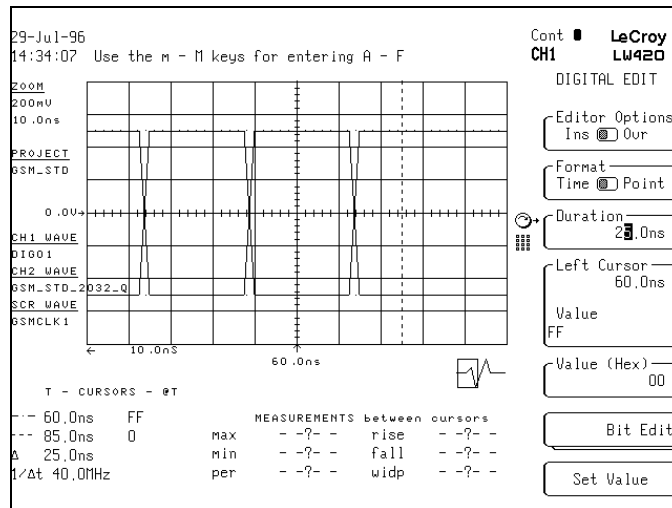 29-Jul-96
14:34:07 Use the m - M keys for entering A - F
Cont LeCroy
CH1 LW420
DIGITAL EDIT
ZOOM
200mV
10.0ns
PROJECT
GSM_STD
0.0V
CH1 WAVE
DIGO1
CH2 WAVE
GSM_STD_2032_Q
SCR WAVE
GSMCLK1
10.0nS
60.0ns
Editor Options
Ins Ovr
Format
Time Point
Duration
25.0ns
Left Cursor
60.0ns
Value
FF
Value (Hex)
00
Bit Edit
Set Value
T - CURSORS - @T
60.0ns FF
85.0ns 0
Δ 25.0ns
1/Δt 40.0MHz
MEASUREMENTS between cursors
max - -?- - rise - -?- -
min - -?- - fall - -?- -
per - -?- - widp - -?- -